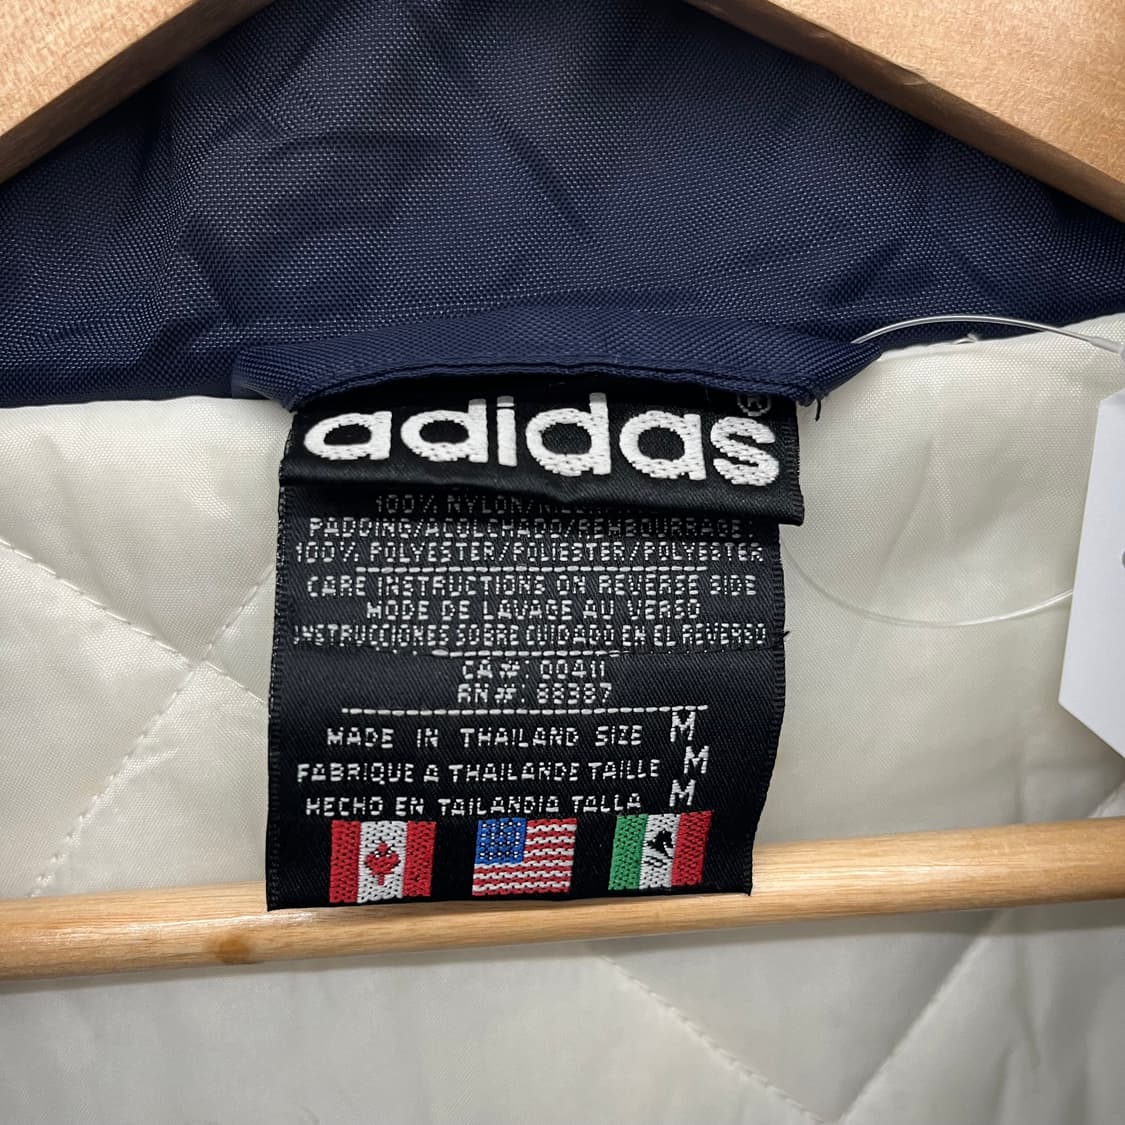 adidas®
100% NYLON/
PADDING/ACOLCHADO/REMBOURRAGE:
100% POLYESTER/POLIESTER/POLYESTER
CARE INSTRUCTIONS ON REVERSE SIDE
MODE DE LAVAGE AU VERSO
INSTRUCCIONES SOBRE CUIDADO EN EL REVERSO
CA#: 00411
RN#: 88387
MADE IN THAILAND SIZE M
FABRIQUE A THAILANDE TAILLE M
HECHO EN TAILANDIA TALLA M